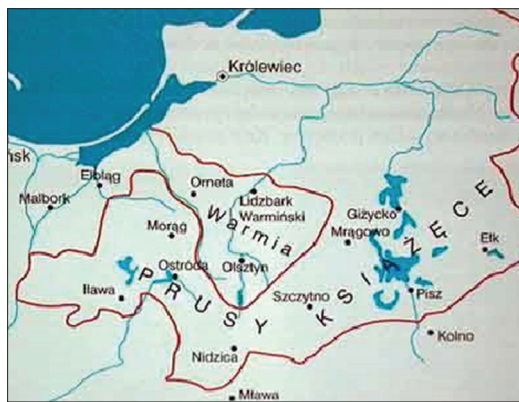 Królewiec
Elbląg
Malbork
Orneta
Lidzbark
Warmiński
Warmia
Morąg
Giżycko
Mrągowo
Ełk
Ostróda
Olsztyn
Iława
Szczytno
Pisz
PRUSY KSIĄŻĘCE
Nidzica
Kolno
Mława